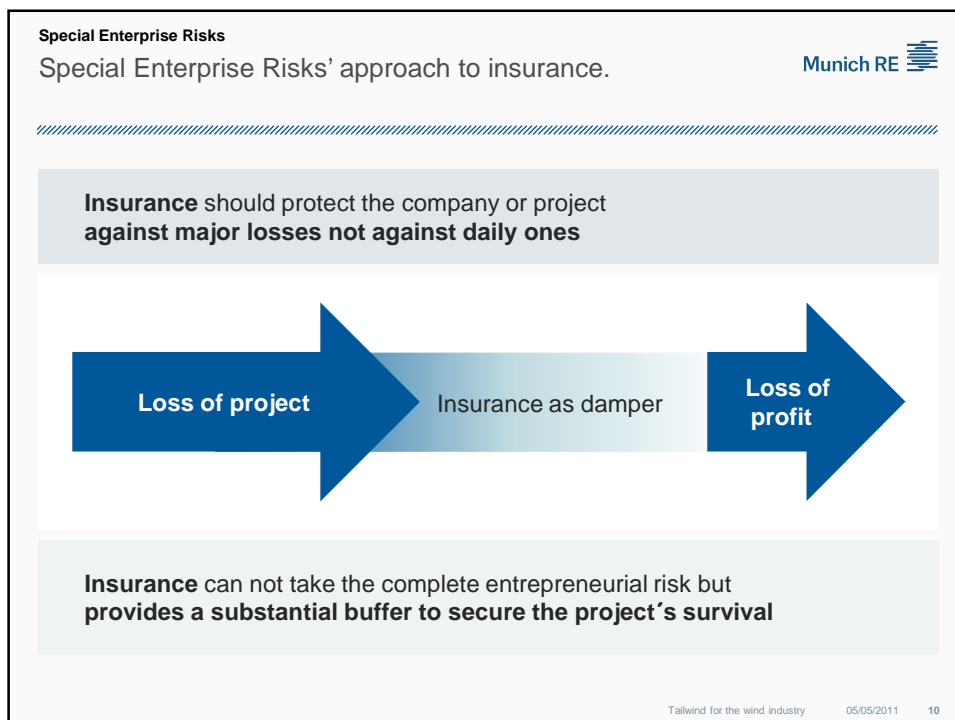 Special Enterprise Risks
Special Enterprise Risks’ approach to insurance.
Munich RE
Insurance should protect the company or project
against major losses not against daily ones
Loss of project
Insurance as damper
Loss of
profit
Insurance can not take the complete entrepreneurial risk but
provides a substantial buffer to secure the project´s survival
Tailwind for the wind industry 05/05/2011 10